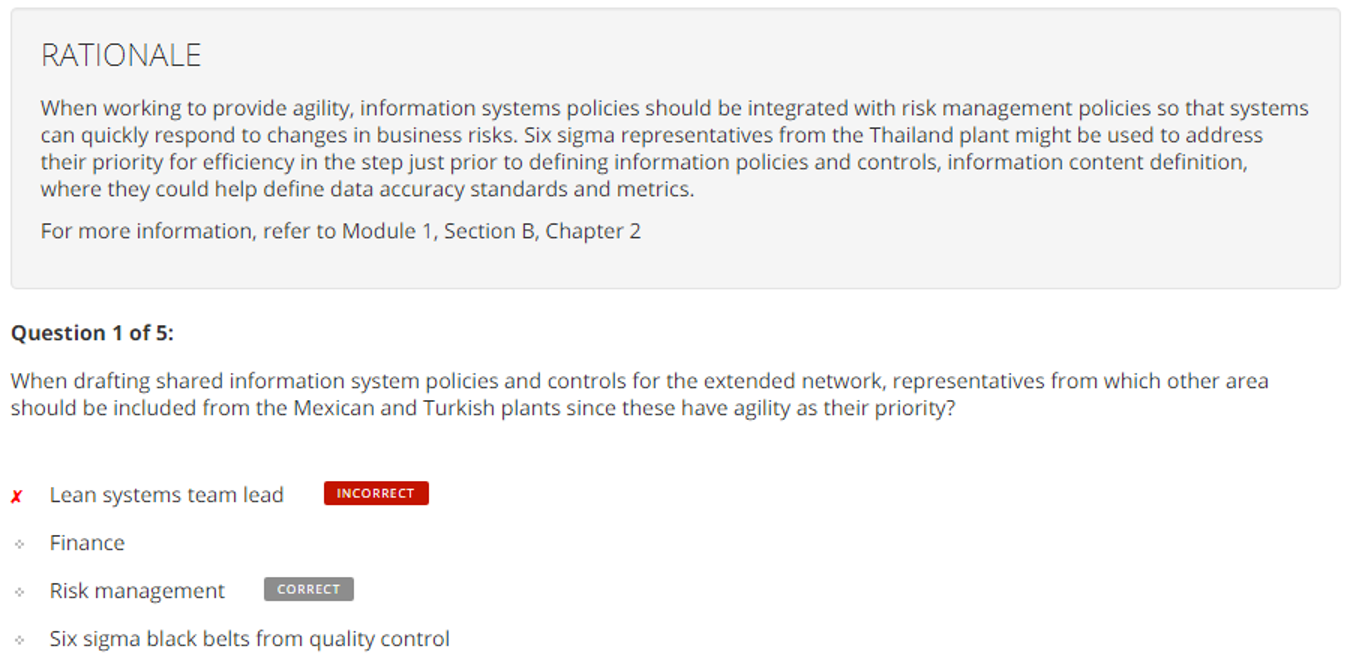 RATIONALE
When working to provide agility, information systems policies should be integrated with risk management policies so that systems
can quickly respond to changes in business risks. Six sigma representatives from the Thailand plant might be used to address
their priority for efficiency in the step just prior to defining information policies and controls, information content definition,
where they could help define data accuracy standards and metrics.
For more information, refer to Module 1, Section B, Chapter 2
Question 1 of 5:
When drafting shared information system policies and controls for the extended network, representatives from which other area
should be included from the Mexican and Turkish plants since these have agility as their priority?
✗ Lean systems team lead INCORRECT
Finance
Risk management CORRECT
Six sigma black belts from quality control